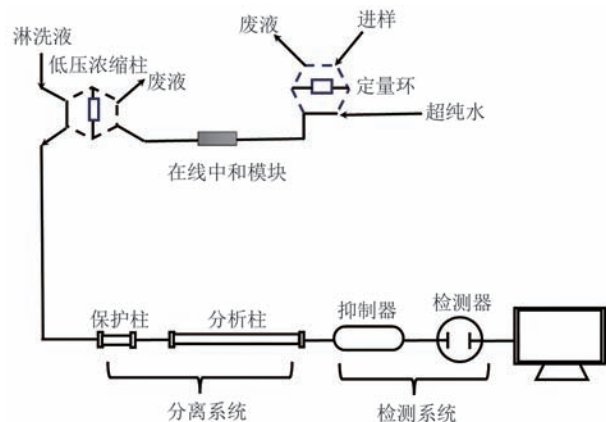 淋洗液
低压浓缩柱
废液
废液
进样
定量环
超纯水
在线中和模块
保护柱
分析柱
抑制器
检测器
分离系统
检测系统